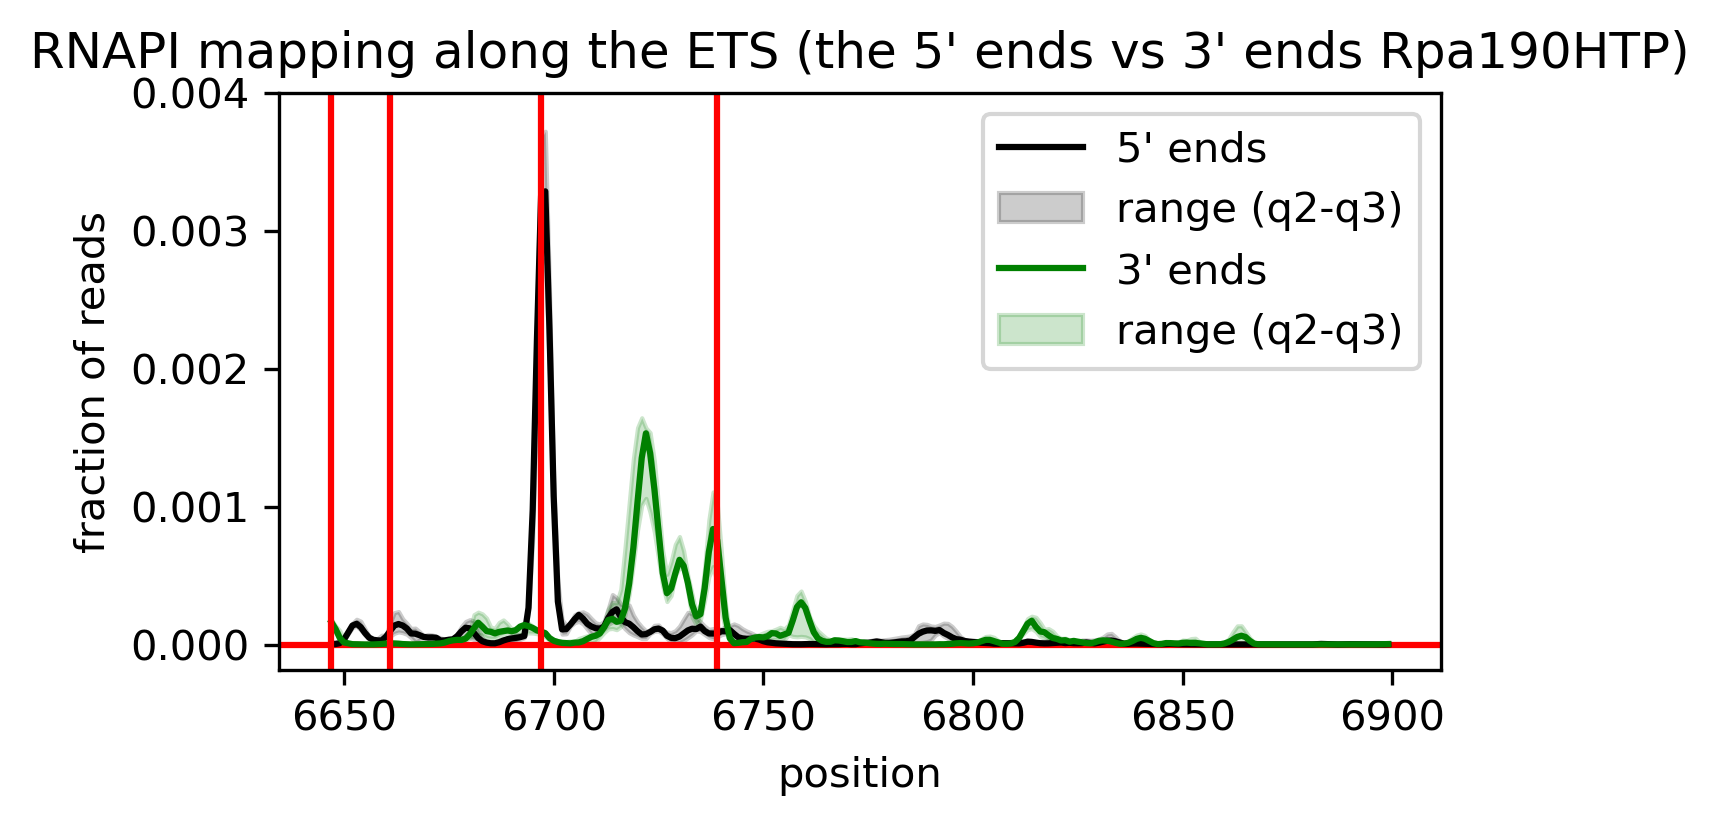 RNAPI mapping along the ETS (the 5' ends vs 3' ends Rpa190HTP)
0.004
0.003
0.002
0.001
0.000
fraction of reads
5' ends
range (q2-q3)
3' ends
range (q2-q3)
6650 6700 6750 6800 6850 6900
position